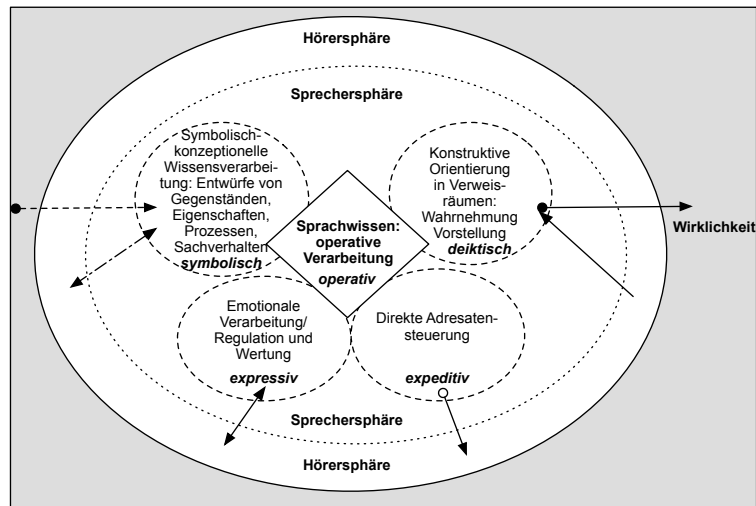 Hörersphäre
Sprechersphäre
Symbolisch-
konzeptionelle
Wissensverarbei-
tung: Entwürfe von
Gegenständen,
Eigenschaften,
Prozessen,
Sachverhalten
symbolisch
Konstruktive
Orientierung
in Verweis-
räumen:
Wahrnehmung
Vorstellung
deiktisch
Wirklichkeit
Sprachwissen:
operative
Verarbeitung
operativ
Emotionale
Verarbeitung/
Regulation und
Wertung
expressiv
Direkte Adresaten-
steuerung
expeditiv
Sprechersphäre
Hörersphäre